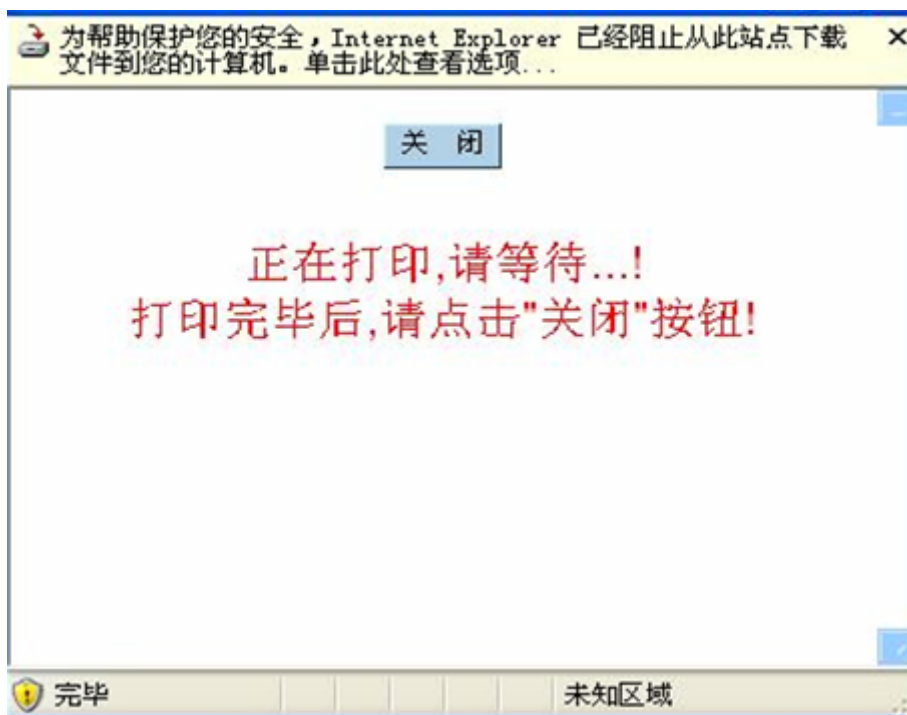 为帮助保护您的安全，Internet Explorer 已经阻止从此站点下载
文件到您的计算机。单击此处查看选项...
关 闭
正在打印,请等待...!
打印完毕后,请点击"关闭"按钮!
完毕
未知区域